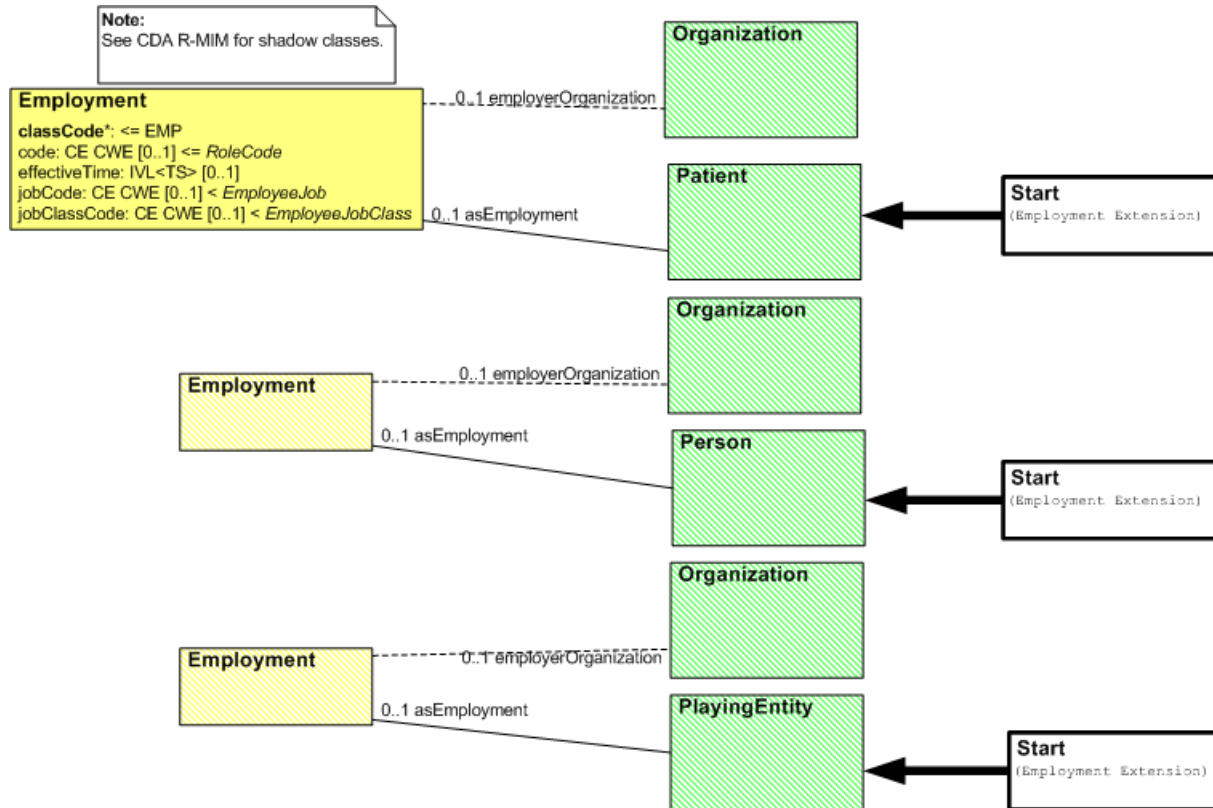 Note:
See CDA R-MIM for shadow classes.
Organization
Employment
classCode*: <= EMP
code: CE CWE [0..1] <= RoleCode
effectiveTime: IVL<TS> [0..1]
jobCode: CE CWE [0..1] < EmployeeJob
jobClassCode: CE CWE [0..1] < EmployeeJobClass
0..1 employerOrganization
Patient
0..1 asEmployment
Start
(Employment Extension)
Organization
Employment
0..1 employerOrganization
0..1 asEmployment
Person
Start
(Employment Extension)
Organization
Employment
0..1 employerOrganization
0..1 asEmployment
PlayingEntity
Start
(Employment Extension)